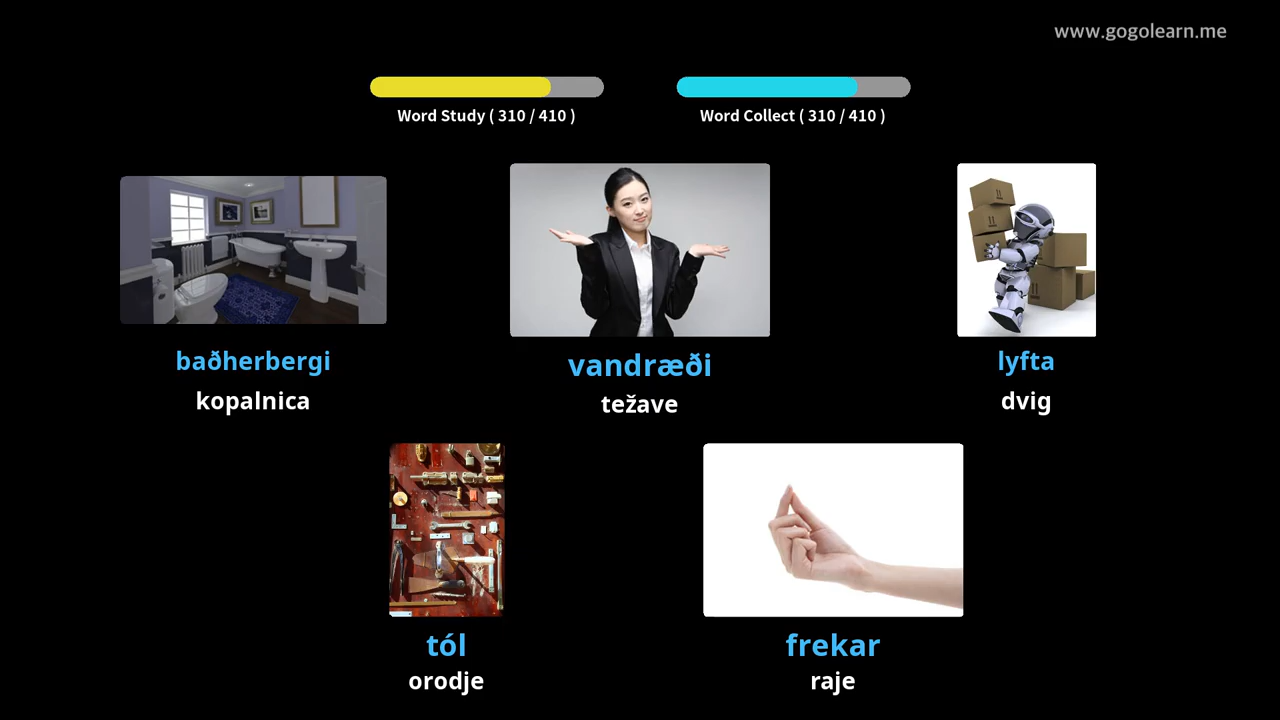 www.gogolearn.me
Word Study ( 310 / 410 )
Word Collect ( 310 / 410 )
baðherbergi
kopalnica
vandræði
težave
lyfta
dvig
tól
orodje
frekar
raje